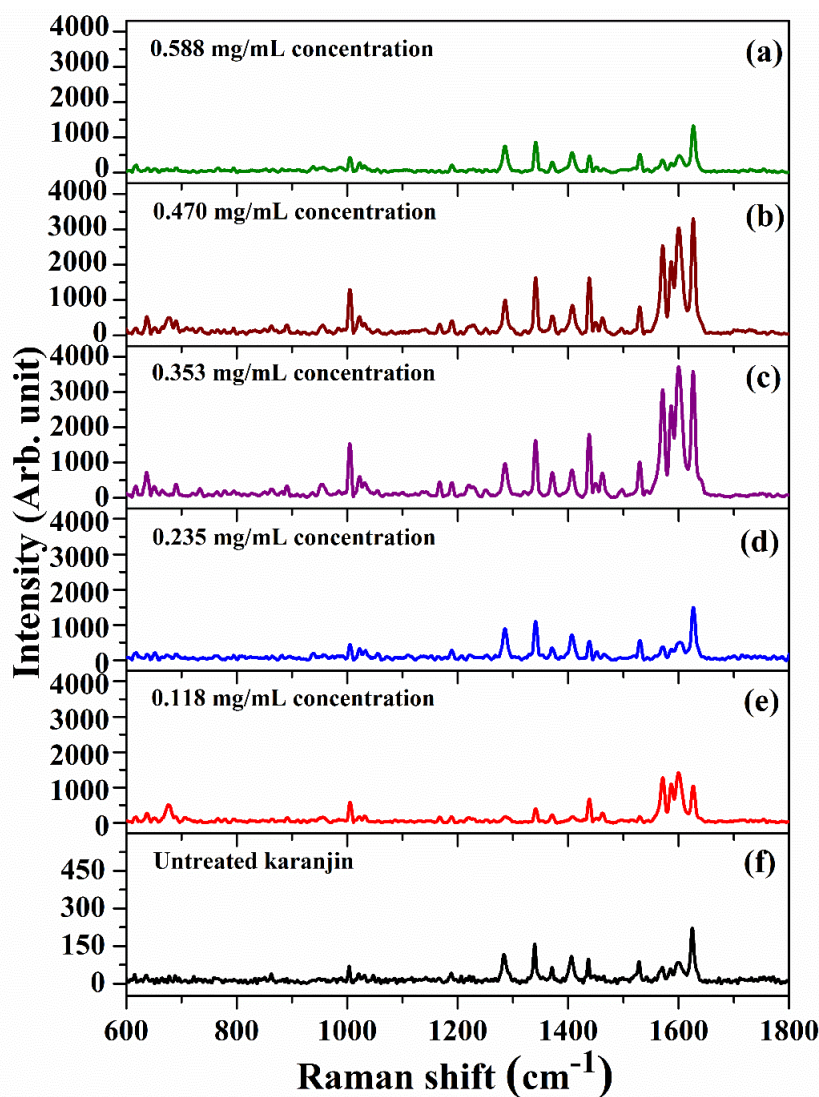 4000
3000
2000
1000
0
0.588 mg/mL concentration
(a)
4000
3000
2000
1000
0
0.470 mg/mL concentration
(b)
4000
3000
2000
1000
0
0.353 mg/mL concentration
(c)
4000
3000
2000
1000
0
0.235 mg/mL concentration
(d)
4000
3000
2000
1000
0
0.118 mg/mL concentration
(e)
450
300
150
0
Untreated karanjin
(f)
Intensity (Arb. unit)
600 800 1000 1200 1400 1600 1800
Raman shift (cm⁻¹)